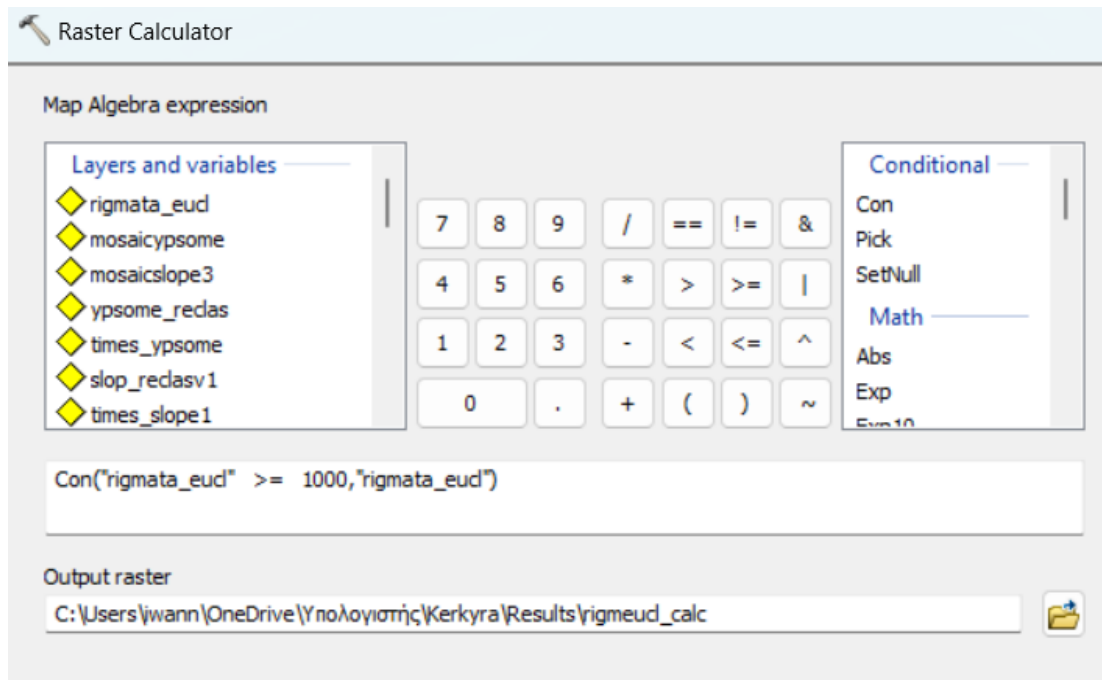 Raster Calculator
Map Algebra expression
Layers and variables
rigmata_eucl
mosaicypsome
mosaicslope3
ypsome_reclas
times_ypsome
slop_reclasv1
times_slope1
7 8 9 / == != &
4 5 6 * > >= |
1 2 3 - < <= ^
0 . + ( ) ~
Conditional
Con
Pick
SetNull
Math
Abs
Exp
Exp10
Con("rigmata_eucl" >= 1000,"rigmata_eucl")
Output raster
C:\Users\iwann\OneDrive\Υπολογιστής\Kerkyra\Results\rigmeucl_calc